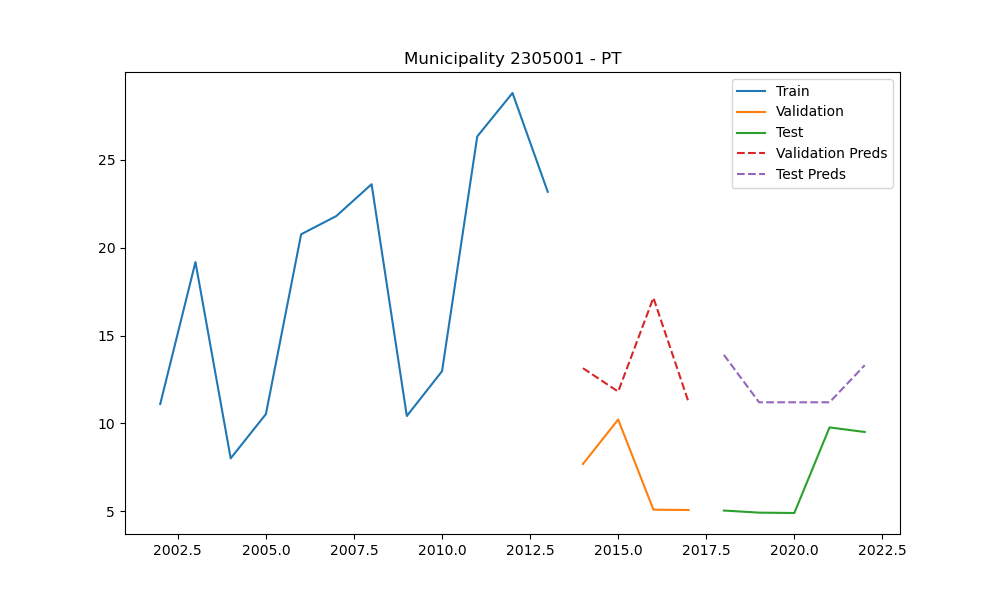 Municipality 2305001 - PT
Train
Validation
Test
Validation Preds
Test Preds
25
20
15
10
5
2002.5 2005.0 2007.5 2010.0 2012.5 2015.0 2017.5 2020.0 2022.5